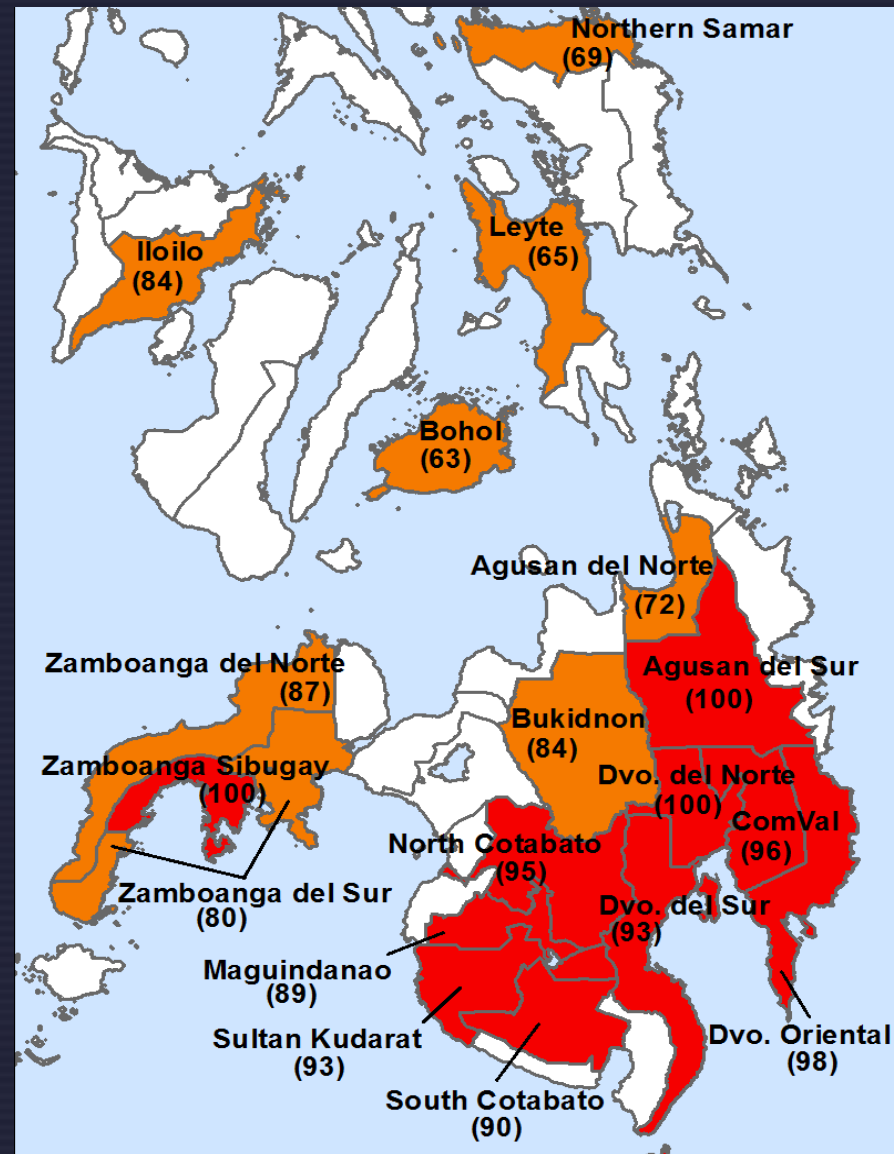 Northern Samar
(69)
Leyte
(65)
Iloilo
(84)
Bohol
(63)
Agusan del Norte
(72)
Zamboanga del Norte
(87)
Agusan del Sur
(100)
Bukidnon
(84)
Zamboanga Sibugay
(100)
Dvo. del Norte
(100)
ComVal
(96)
North Cotabato
(95)
Zamboanga del Sur
(80)
Dvo. del Sur
(93)
Maguindanao
(89)
Sultan Kudarat
(93)
Dvo. Oriental
(98)
South Cotabato
(90)